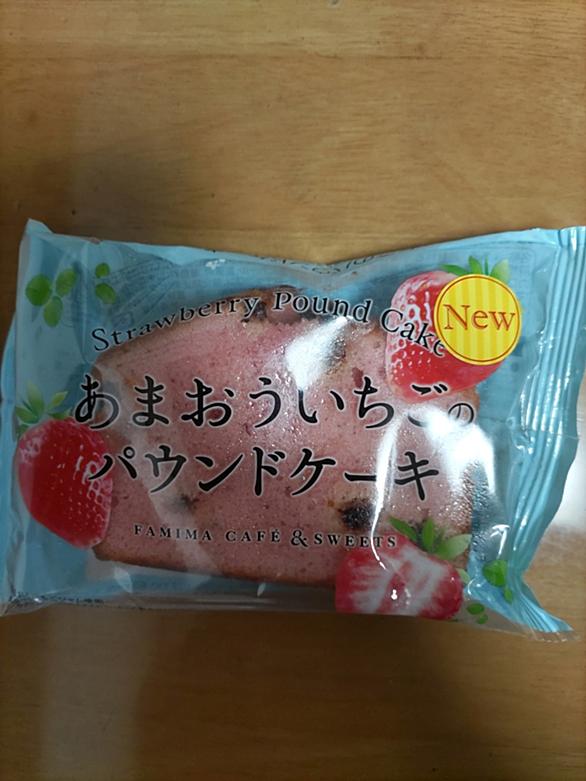 Strawberry Pound Cake
New
あまおういちごの
パウンドケーキ
FAMIMA CAFÉ & SWEETS